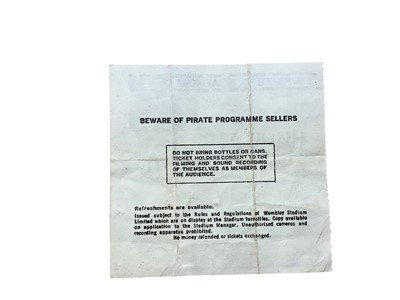 BEWARE OF PIRATE PROGRAMME SELLERS
DO NOT BRING BOTTLES OR CANS.
TICKET HOLDERS CONSENT TO THE
FILMING AND SOUND RECORDING
OF THEMSELVES AS MEMBERS OF
THE AUDIENCE.
Refreshments are available.
Issued subject to the Rules and Regulations of Wembley Stadium
Limited which are on display at the Stadium turnstiles. Copy available
on application to the Stadium Manager. Unauthorised cameras and
recording apparatus prohibited.
No money refunded or tickets exchanged.